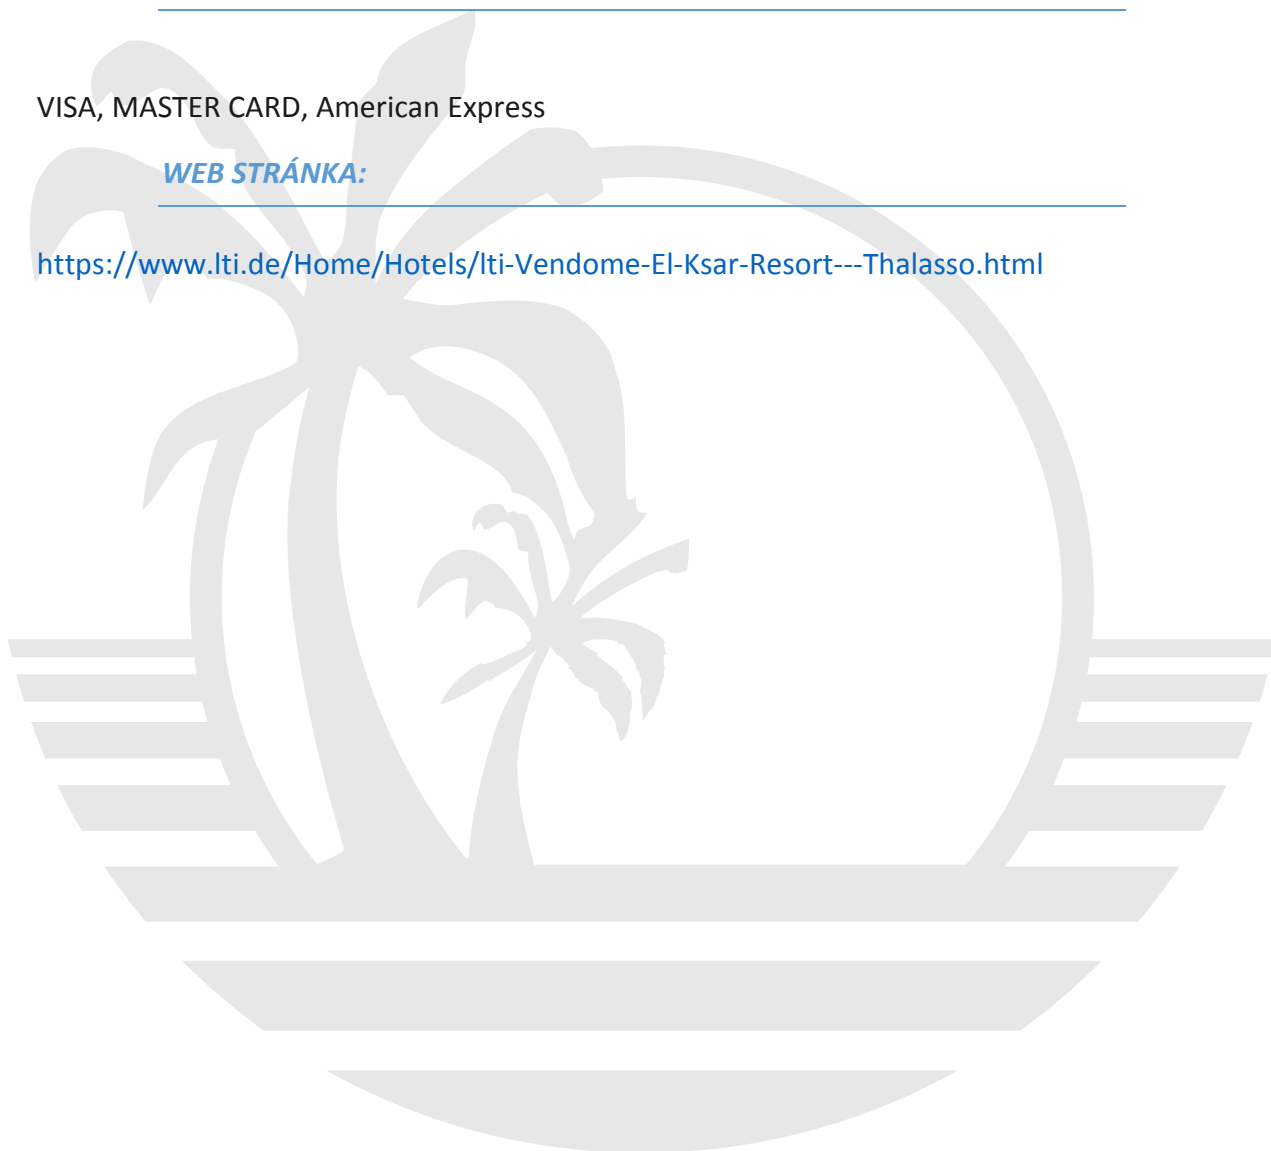 VISA, MASTER CARD, American Express
WEB STRÁNKA:
https://www.lti.de/Home/Hotels/lti-Vendome-El-Ksar-Resort---Thalasso.html